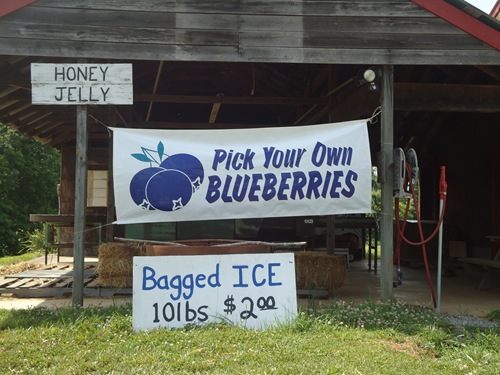 HONEY
JELLY
Pick Your Own
BLUEBERRIES
Bagged ICE
10lbs $2.00